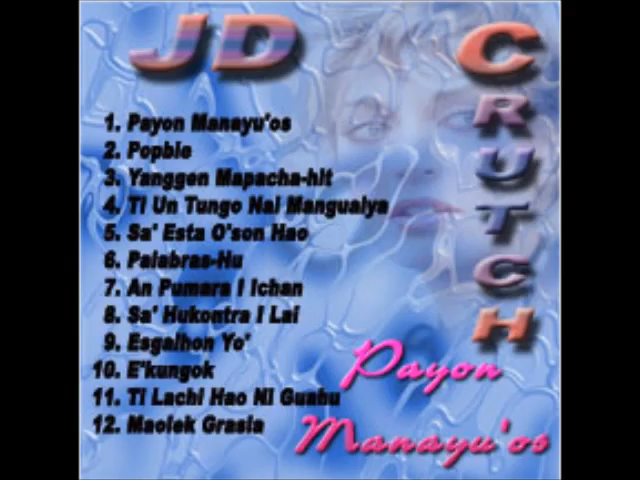 JD
CRUTCH
1. Payon Manayu'os
2. Popble
3. Yanggen Mapacha-hit
4. Ti Un Tungo Nai Manguaiya
5. Sa' Esta O'son Hao
6. Palabras-Hu
7. An Pumara I Ichan
8. Sa' Hukontra I Lai
9. Esgaihon Yo'
10. E'kungok
11. Ti Lachi Hao Ni Guahu
12. Maolek Grasia
Payon
Manayu'os